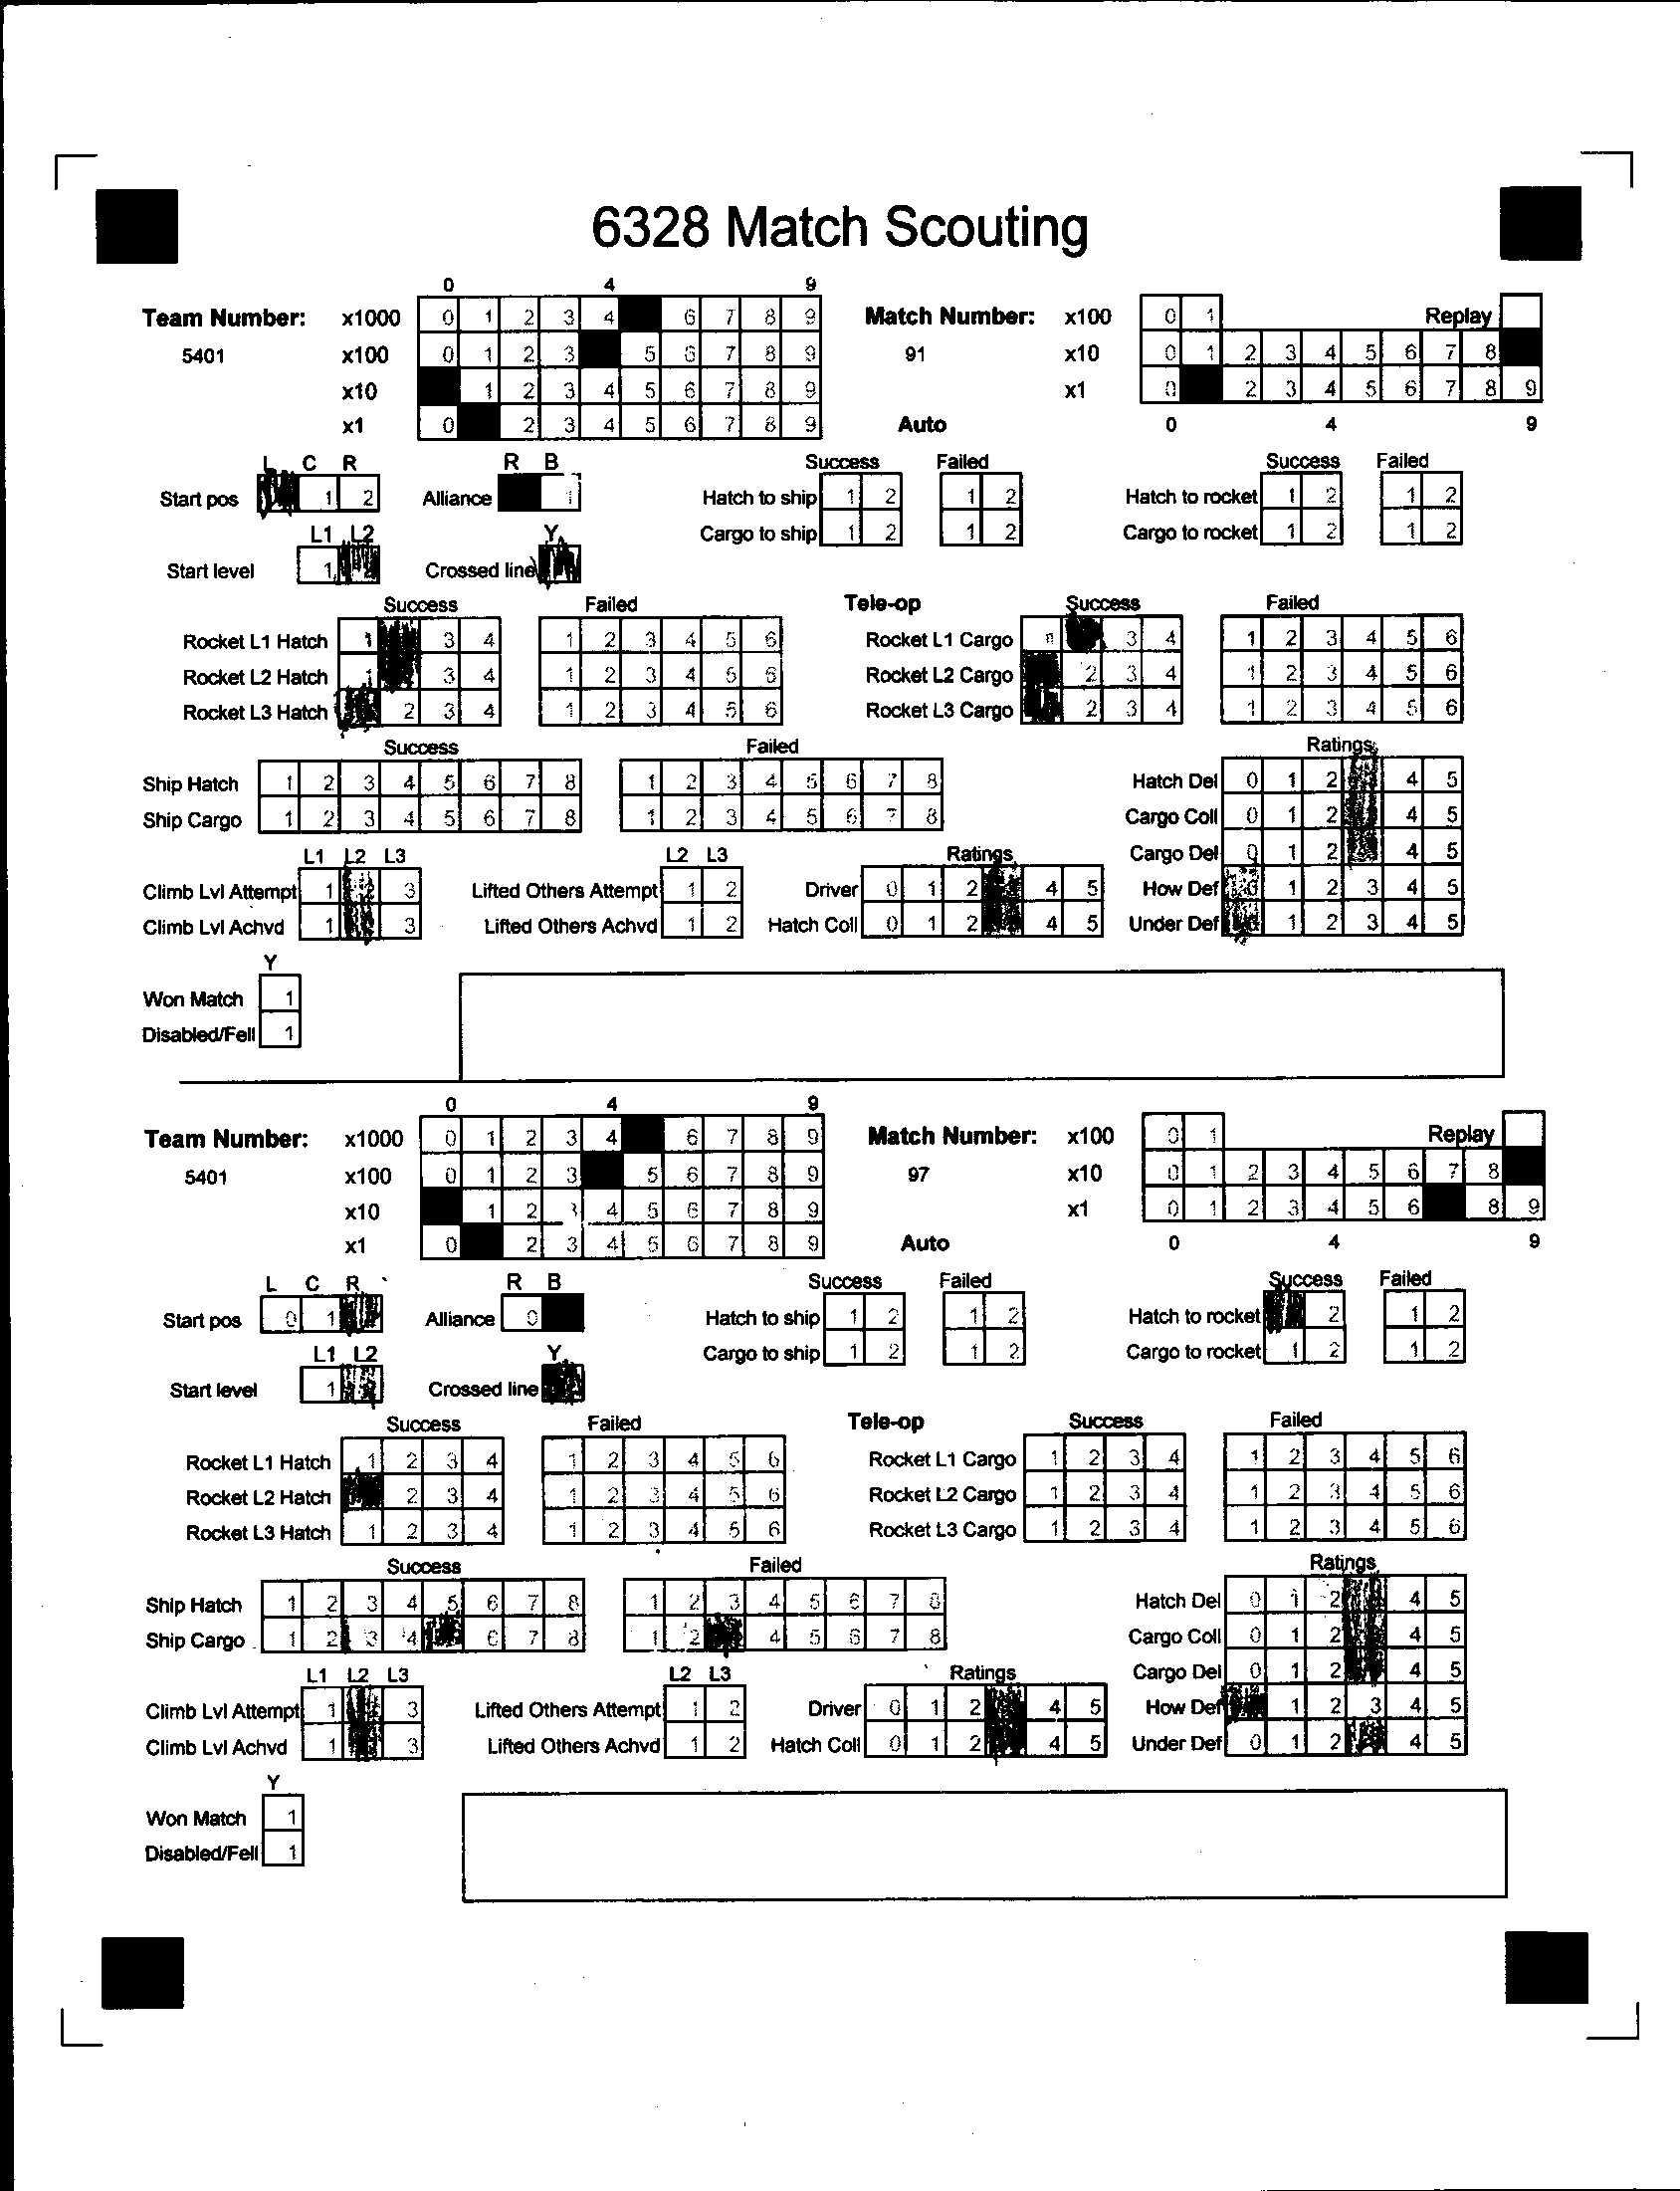 6328 Match Scouting
0 4 9
Team Number: x1000 0 1 2 3 4 6 7 8 9 Match Number: x100 0 1 Replay
5401 x100 0 1 2 3 5 6 7 8 9 91 x10 0 1 2 3 4 5 6 7 8
x10 1 2 3 4 5 6 7 8 9 x1 0 2 3 4 5 6 7 8 9
x1 0 2 3 4 5 6 7 8 9 Auto 0 4 9
L C R R B Success Failed Success Failed
Start pos 1 2 Alliance 1 Hatch to ship 1 2 1 2 Hatch to rocket 1 2 1 2
L1 L2 Y Cargo to ship 1 2 1 2 Cargo to rocket 1 2 1 2
Start level 1 Crossed line
Success Failed Tele-op Success Failed
Rocket L1 Hatch 1 3 4 1 2 3 4 5 6 Rocket L1 Cargo 3 4 1 2 3 4 5 6
Rocket L2 Hatch 1 3 4 1 2 3 4 5 6 Rocket L2 Cargo 2 3 4 1 2 3 4 5 6
Rocket L3 Hatch 2 3 4 1 2 3 4 5 6 Rocket L3 Cargo 2 3 4 1 2 3 4 5 6
Success Failed Ratings
Ship Hatch 1 2 3 4 5 6 7 8 1 2 3 4 5 6 7 8 Hatch Del 0 1 2 4 5
Ship Cargo 1 2 3 4 5 6 7 8 1 2 3 4 5 6 7 8 Cargo Coll 0 1 2 4 5
L1 L2 L3 L2 L3 Ratings Cargo Del 0 1 2 4 5
Climb Lvl Attempt 1 3 Lifted Others Attempt 1 2 Driver 0 1 2 4 5 How Def 1 2 3 4 5
Climb Lvl Achvd 1 3 Lifted Others Achvd 1 2 Hatch Coll 0 1 2 4 5 Under Def 1 2 3 4 5
Y
Won Match 1
Disabled/Fell 1
0 4 9
Team Number: x1000 0 1 2 3 4 6 7 8 9 Match Number: x100 0 1 Replay
5401 x100 0 1 2 3 5 6 7 8 9 97 x10 0 1 2 3 4 5 6 7 8
x10 1 2 3 4 5 6 7 8 9 x1 0 1 2 3 4 5 6 8 9
x1 0 2 3 4 5 6 7 8 9 Auto 0 4 9
L C R R B Success Failed Success Failed
Start pos 0 1 Alliance 0 Hatch to ship 1 2 1 2 Hatch to rocket 2 1 2
L1 L2 Y Cargo to ship 1 2 1 2 Cargo to rocket 1 2 1 2
Start level 1 Crossed line
Success Failed Tele-op Success Failed
Rocket L1 Hatch 1 2 3 4 1 2 3 4 5 6 Rocket L1 Cargo 1 2 3 4 1 2 3 4 5 6
Rocket L2 Hatch 2 3 4 1 2 3 4 5 6 Rocket L2 Cargo 1 2 3 4 1 2 3 4 5 6
Rocket L3 Hatch 1 2 3 4 1 2 3 4 5 6 Rocket L3 Cargo 1 2 3 4 1 2 3 4 5 6
Success Failed Ratings
Ship Hatch 1 2 3 4 5 6 7 8 1 2 3 4 5 6 7 8 Hatch Del 0 1 2 4 5
Ship Cargo 1 2 3 4 6 7 8 1 2 4 5 6 7 8 Cargo Coll 0 1 2 4 5
L1 L2 L3 L2 L3 Ratings Cargo Del 0 1 2 4 5
Climb Lvl Attempt 1 3 Lifted Others Attempt 1 2 Driver 0 1 2 4 5 How Def 1 2 3 4 5
Climb Lvl Achvd 1 3 Lifted Others Achvd 1 2 Hatch Coll 0 1 2 4 5 Under Def 0 1 2 4 5
Y
Won Match 1
Disabled/Fell 1